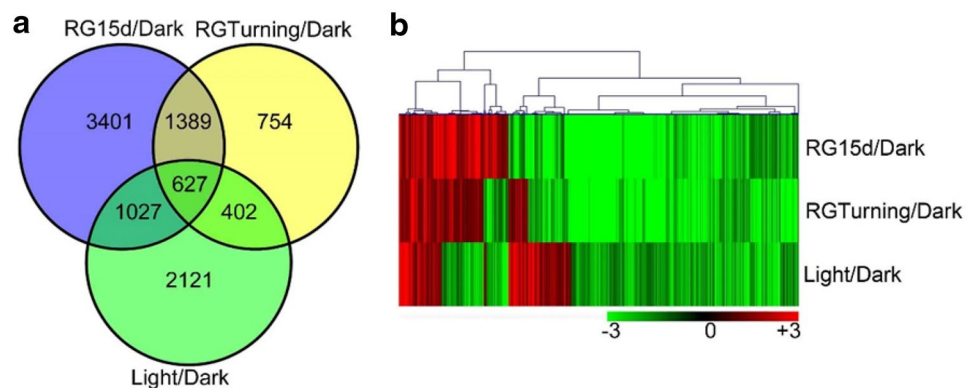 a
RG15d/Dark RGTurning/Dark
3401 1389 754
627
1027 402
2121
Light/Dark
b
RG15d/Dark
RGTurning/Dark
Light/Dark
-3 0 +3